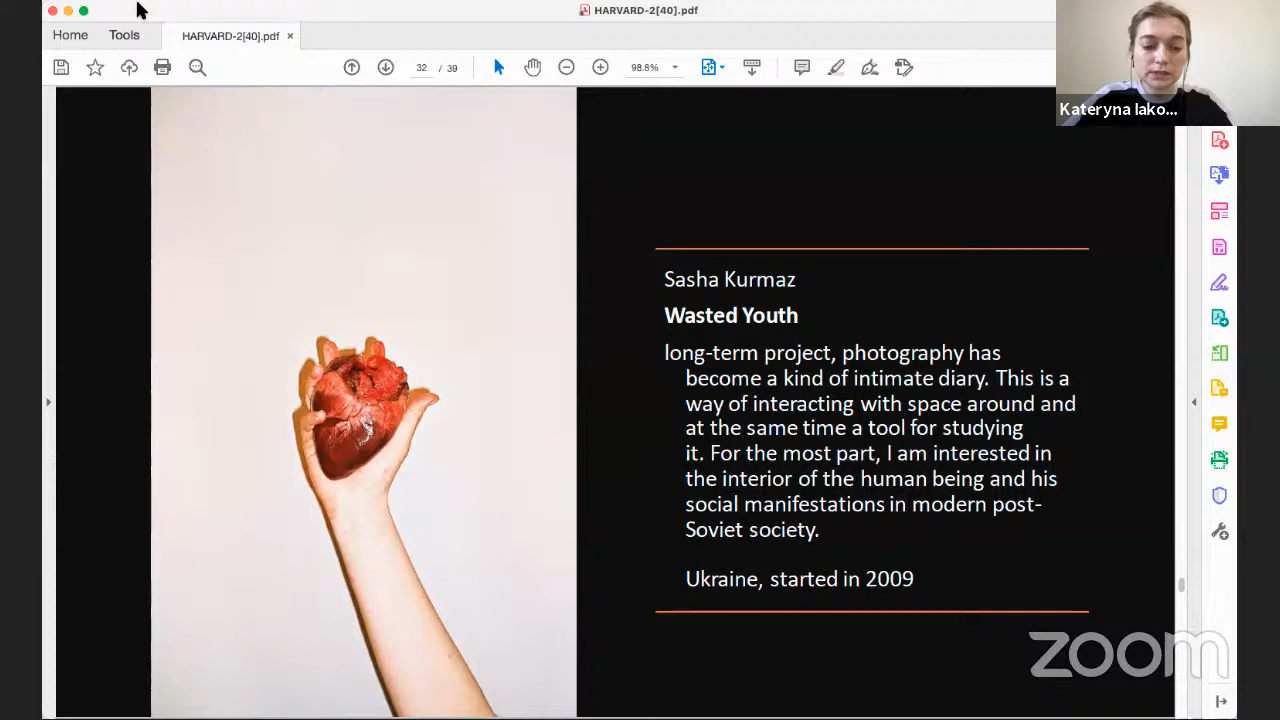 HARVARD-2[40].pdf
Home
Tools
HARVARD-2[40].pdf ×
32 / 39
98.8%
Kateryna Iako...
Sasha Kurmaz
Wasted Youth
long-term project, photography has
become a kind of intimate diary. This is a
way of interacting with space around and
at the same time a tool for studying
it. For the most part, I am interested in
the interior of the human being and his
social manifestations in modern post-
Soviet society.
Ukraine, started in 2009
zoom